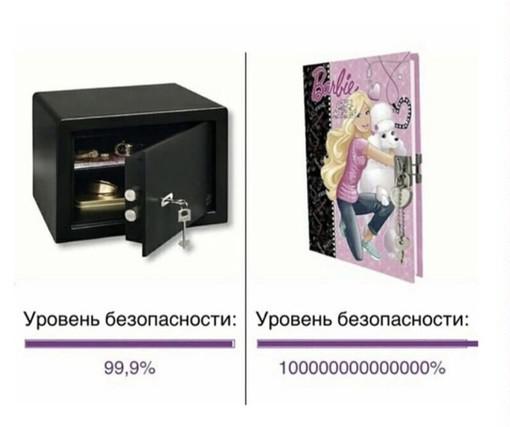 Barbie
Уровень безопасности:
99,9%
Уровень безопасности:
100000000000000%